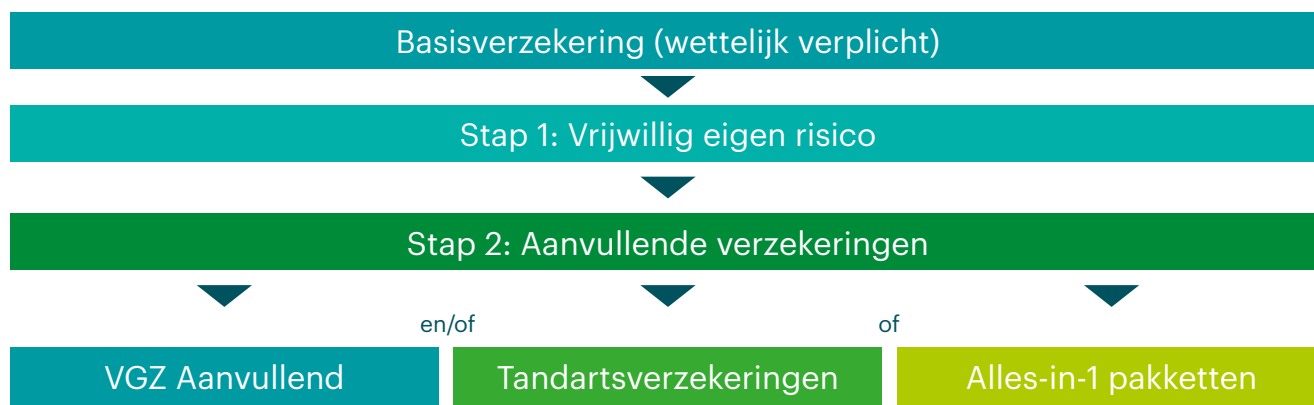 Basisverzekering (wettelijk verplicht)
Stap 1: Vrijwillig eigen risico
Stap 2: Aanvullende verzekeringen
en/of
of
VGZ Aanvullend
Tandartsverzekeringen
Alles-in-1 pakketten